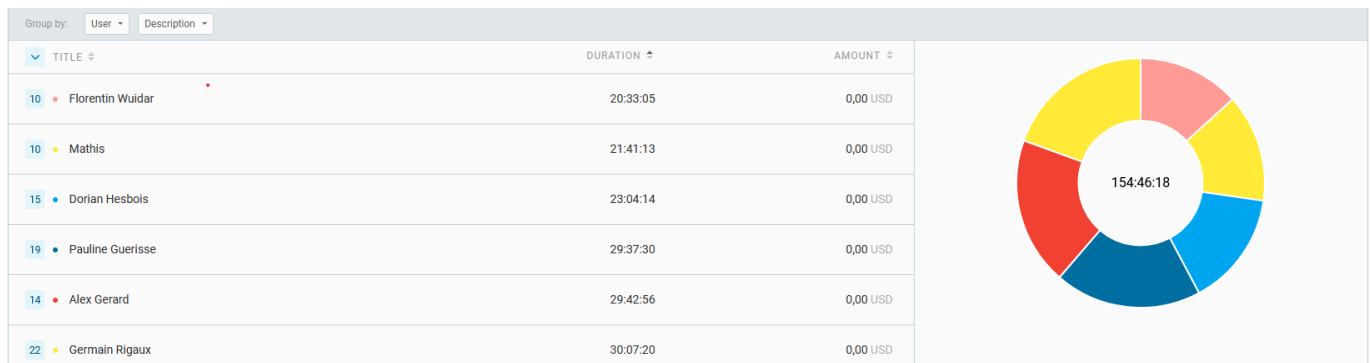 Group by: User Description
TITLE DURATION AMOUNT
10 Florentin Wuidar 20:33:05 0,00 USD
10 Mathis 21:41:13 0,00 USD
15 Dorian Hesbois 23:04:14 0,00 USD
19 Pauline Guerisse 29:37:30 0,00 USD
14 Alex Gerard 29:42:56 0,00 USD
22 Germain Rigaux 30:07:20 0,00 USD
154:46:18